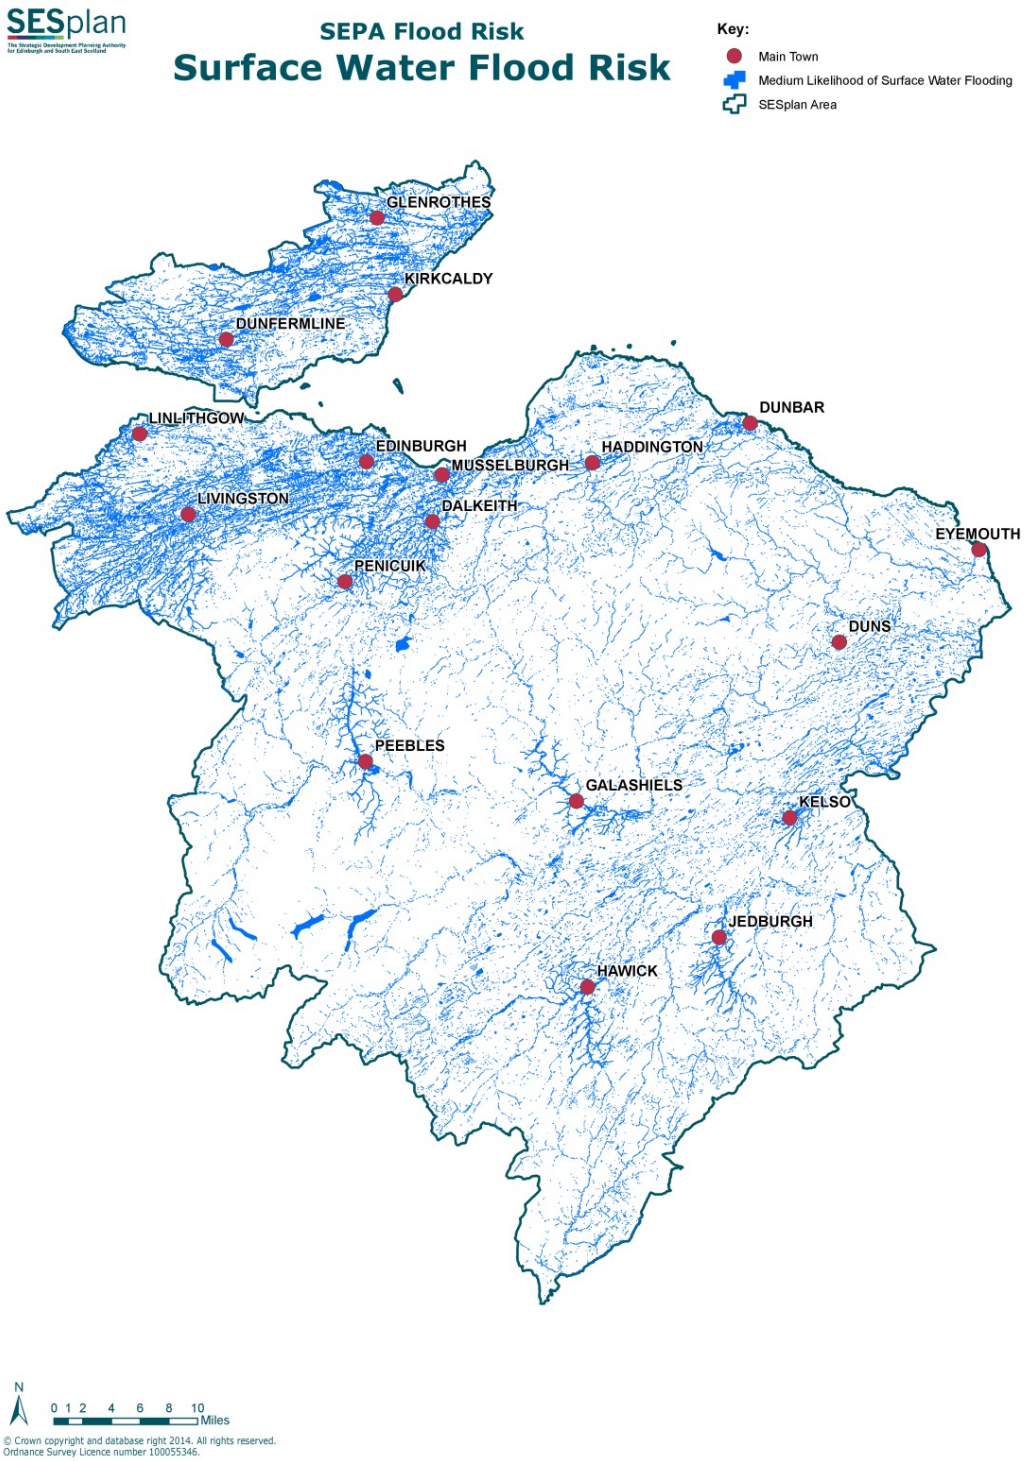 SESplan
The Strategic Development Planning Authority
for Edinburgh and South East Scotland
SEPA Flood Risk
Surface Water Flood Risk
Key:
Main Town
Medium Likelihood of Surface Water Flooding
SESplan Area
GLENROTHES
KIRKCALDY
DUNFERMLINE
LINLITHGOW
DUNBAR
EDINBURGH
HADDINGTON
MUSSELBURGH
LIVINGSTON
DALKEITH
EYEMOUTH
PENICUIK
DUNS
PEEBLES
GALASHIELS
KELSO
JEDBURGH
HAWICK
N
0 1 2 4 6 8 10
Miles
© Crown copyright and database right 2014. All rights reserved.
Ordnance Survey Licence number 100055346.